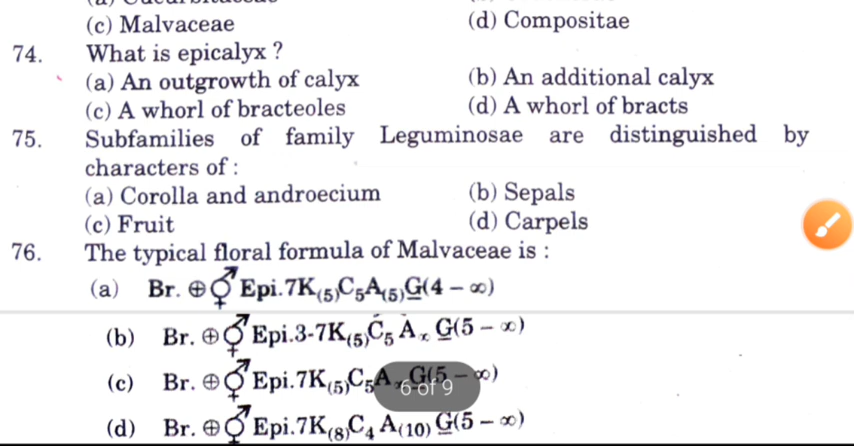 (c) Malvaceae (d) Compositae
74. What is epicalyx ?
(a) An outgrowth of calyx (b) An additional calyx
(c) A whorl of bracteoles (d) A whorl of bracts
75. Subfamilies of family Leguminosae are distinguished by
characters of :
(a) Corolla and androecium (b) Sepals
(c) Fruit (d) Carpels
76. The typical floral formula of Malvaceae is :
(a) Br. ⊕ ⚥ Epi.7K(5)C5A(5)G(4 – ∞)
(b) Br. ⊕ ⚥ Epi.3-7K(5)C5 A∝ G(5 – ∞)
(c) Br. ⊕ ⚥ Epi.7K(5)C5A G(5 – ∞)
6 of 9
(d) Br. ⊕ ⚥ Epi.7K(8)C4 A(10) G(5 – ∞)